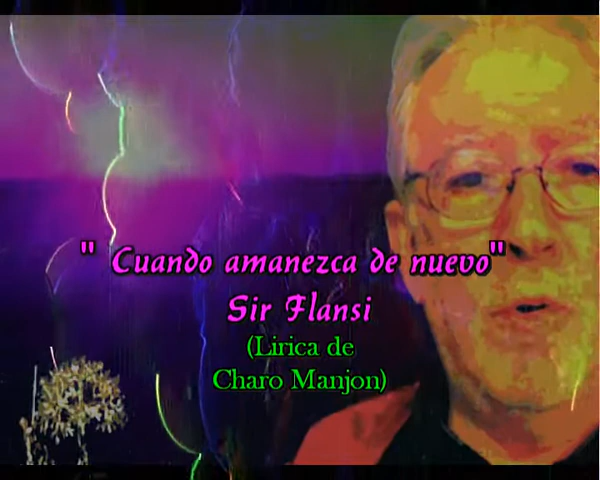 " Cuando amanezca de nuevo"
Sir Flansi
(Lirica de
Charo Manjon)